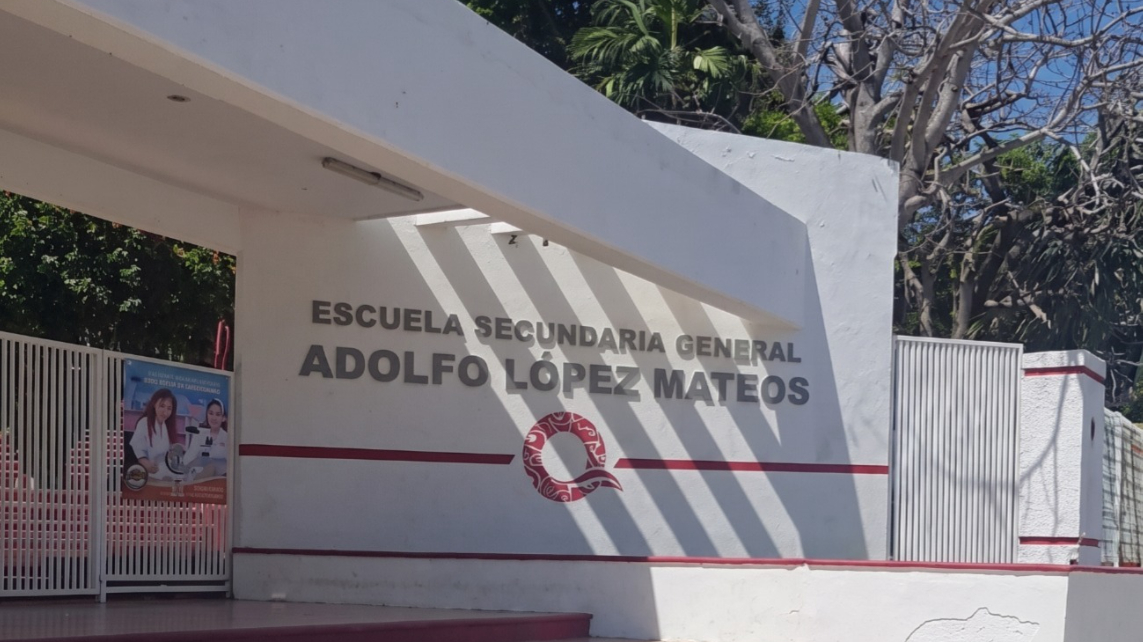 ESCUELA SECUNDARIA GENERAL
ADOLFO LÓPEZ MATEOS